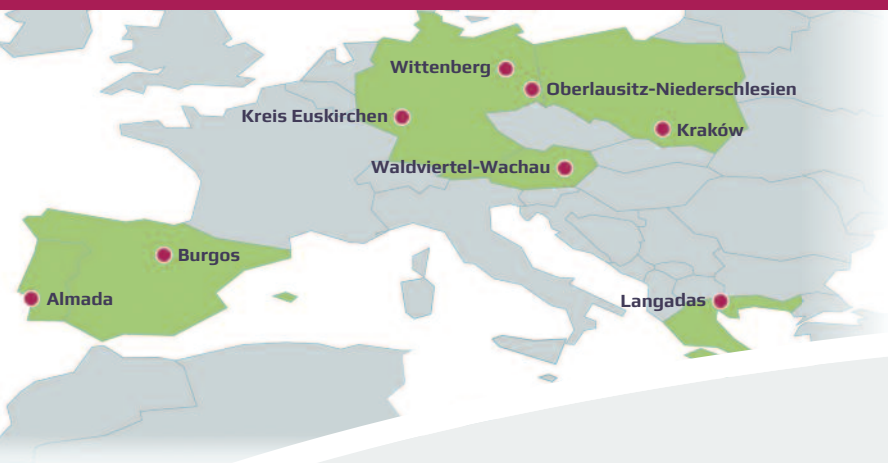 Wittenberg
Oberlausitz-Niederschlesien
Kreis Euskirchen
Kraków
Waldviertel-Wachau
Burgos
Almada
Langadas